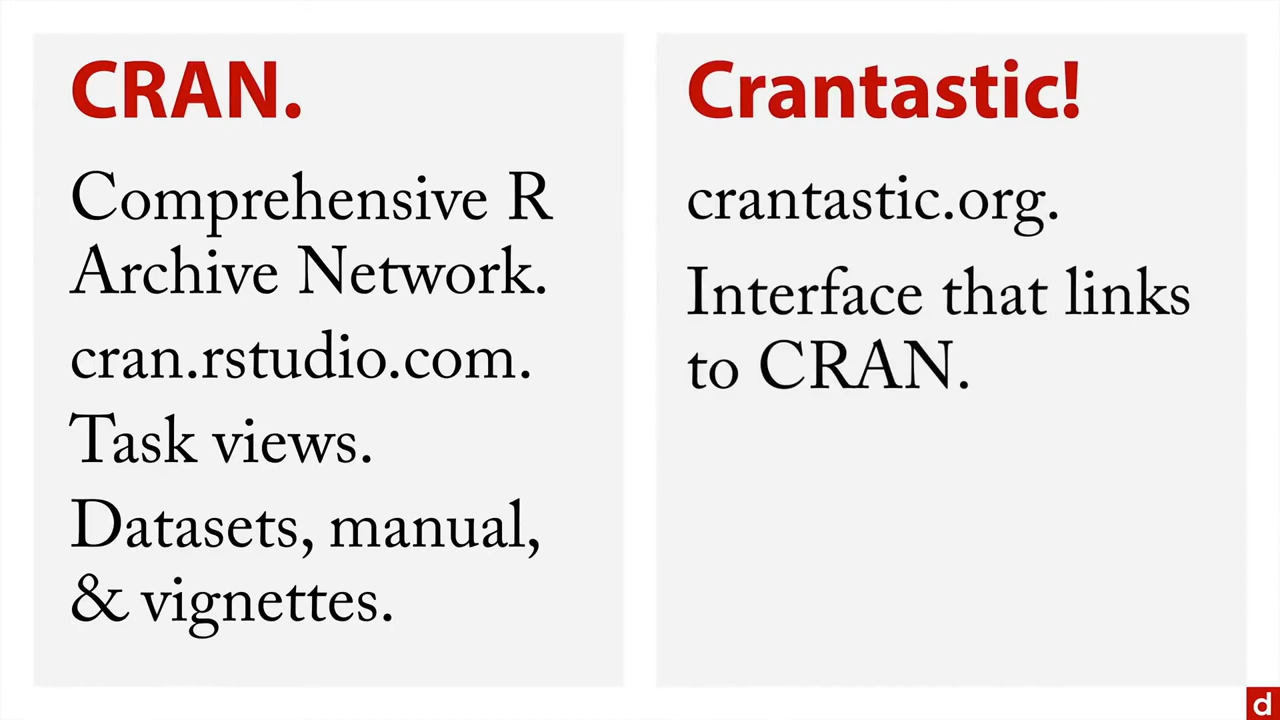 CRAN.
Comprehensive R
Archive Network.
cran.rstudio.com.
Task views.
Datasets, manual,
& vignettes.
Crantastic!
crantastic.org.
Interface that links
to CRAN.
d